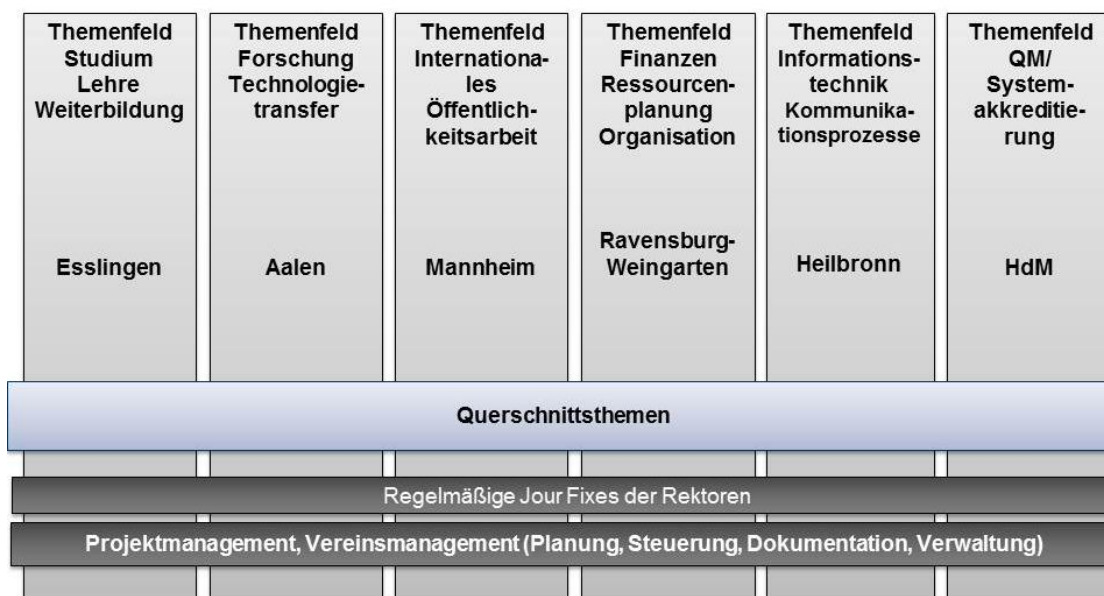 Themenfeld
Studium
Lehre
Weiterbildung
Esslingen
Themenfeld
Forschung
Technologie-
transfer
Aalen
Themenfeld
Internationa-
les
Öffentlich-
keitsarbeit
Mannheim
Themenfeld
Finanzen
Ressourcen-
planung
Organisation
Ravensburg-
Weingarten
Themenfeld
Informations-
technik
Kommunika-
tionsprozesse
Heilbronn
Themenfeld
QM/
System-
akkreditie-
rung
HdM
Querschnittsthemen
Regelmäßige Jour Fixes der Rektoren
Projektmanagement, Vereinsmanagement (Planung, Steuerung, Dokumentation, Verwaltung)